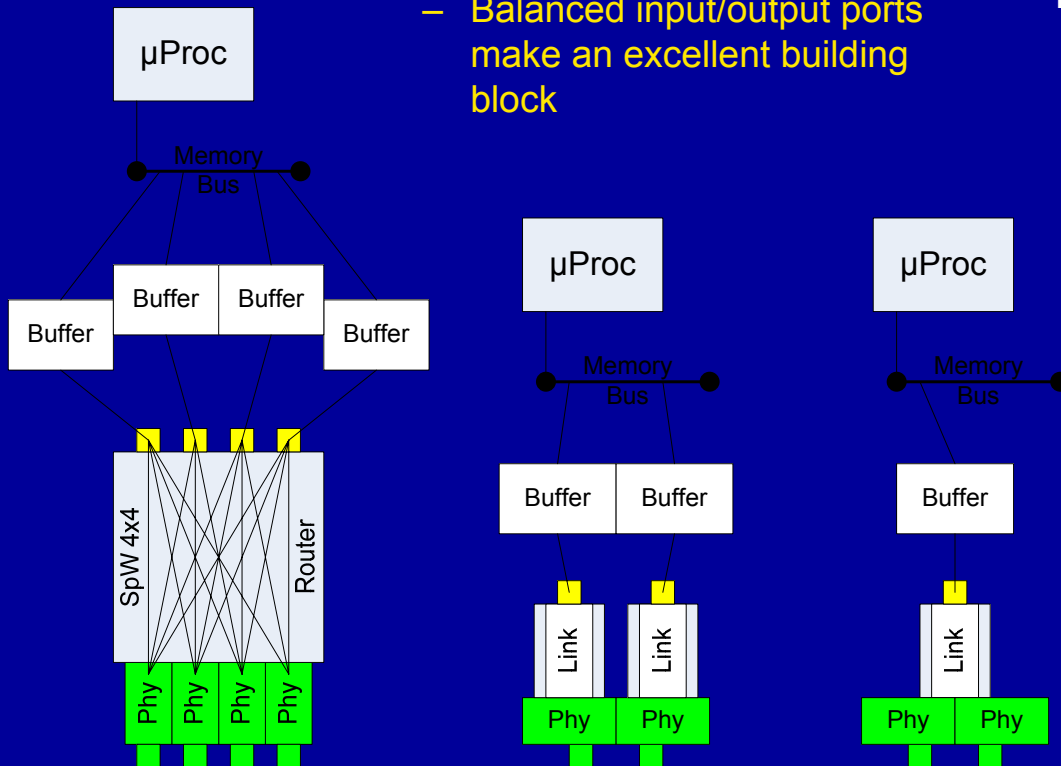 – Balanced input/output ports
make an excellent building
block
µProc
Memory
Bus
Buffer
Buffer
Buffer
Buffer
SpW 4x4
Router
Phy
Phy
Phy
Phy
µProc
Memory
Bus
Buffer
Buffer
Link
Link
Phy
Phy
µProc
Memory
Bus
Buffer
Link
Phy
Phy